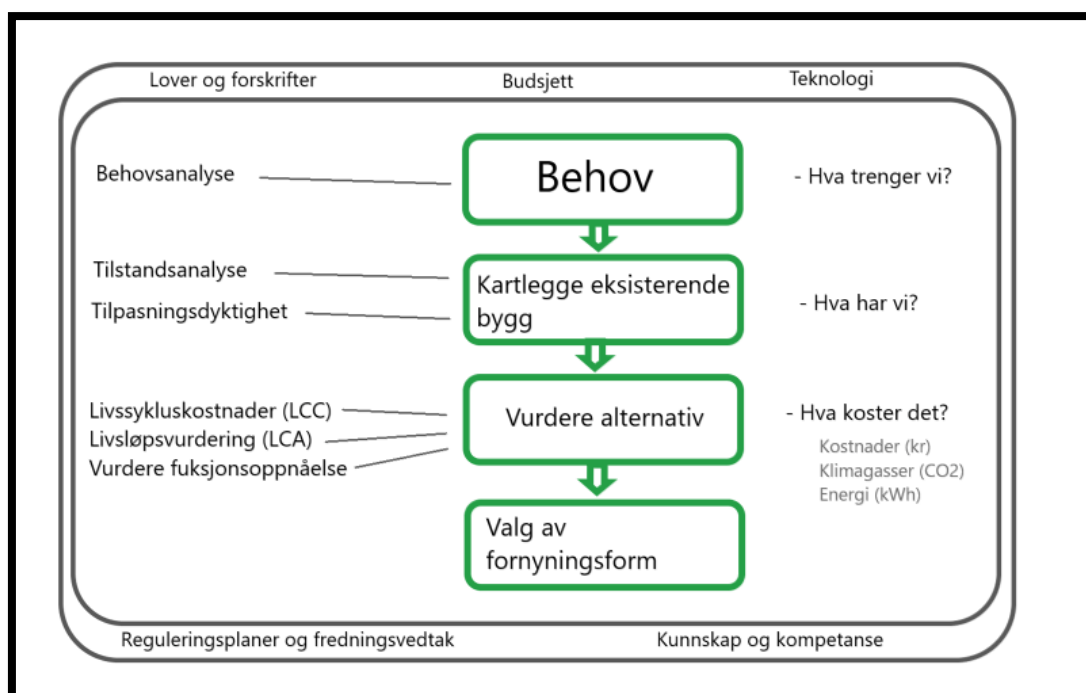 Lover og forskrifter
Budsjett
Teknologi
Behovsanalyse
Behov
- Hva trenger vi?
Tilstandsanalyse
Tilpasningsdyktighet
Kartlegge eksisterende
bygg
- Hva har vi?
Livssykluskostnader (LCC)
Livsløpsvurdering (LCA)
Vurdere fuksjonsoppnåelse
Vurdere alternativ
- Hva koster det?
Kostnader (kr)
Klimagasser (CO2)
Energi (kWh)
Valg av
fornyningsform
Reguleringsplaner og fredningsvedtak
Kunnskap og kompetanse